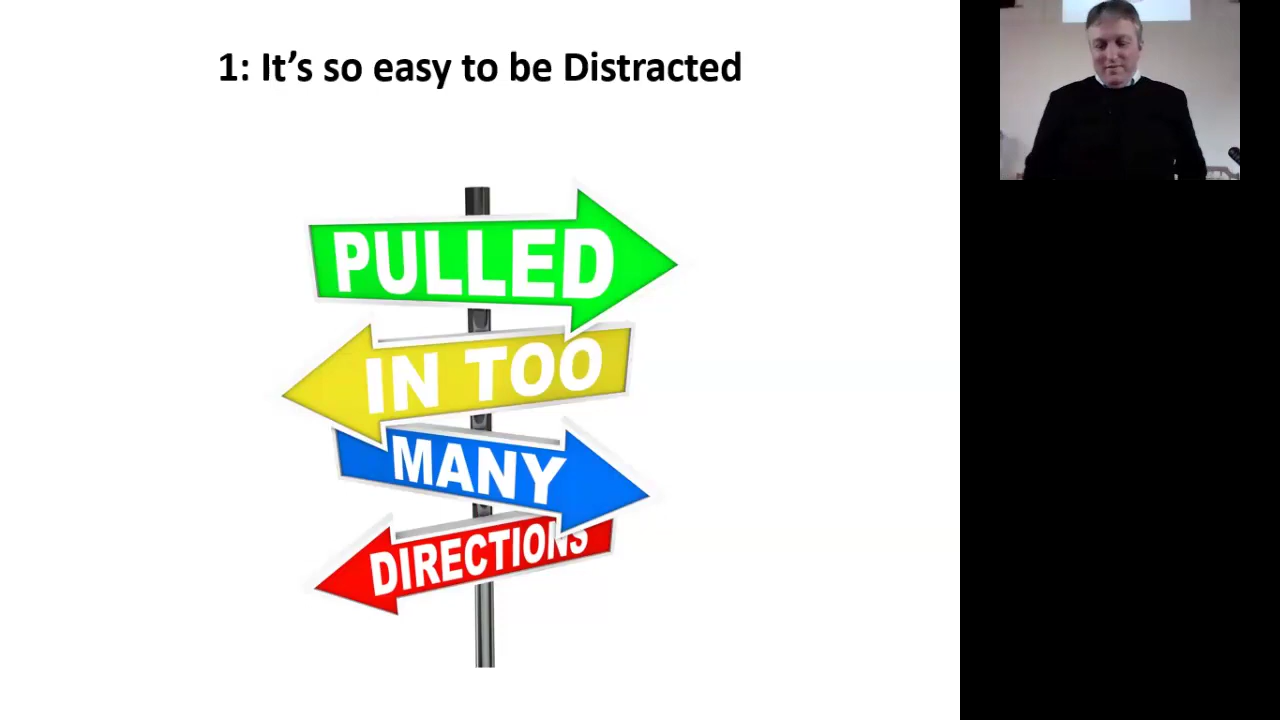 1: It’s so easy to be Distracted
PULLED
IN TOO
MANY
DIRECTIONS